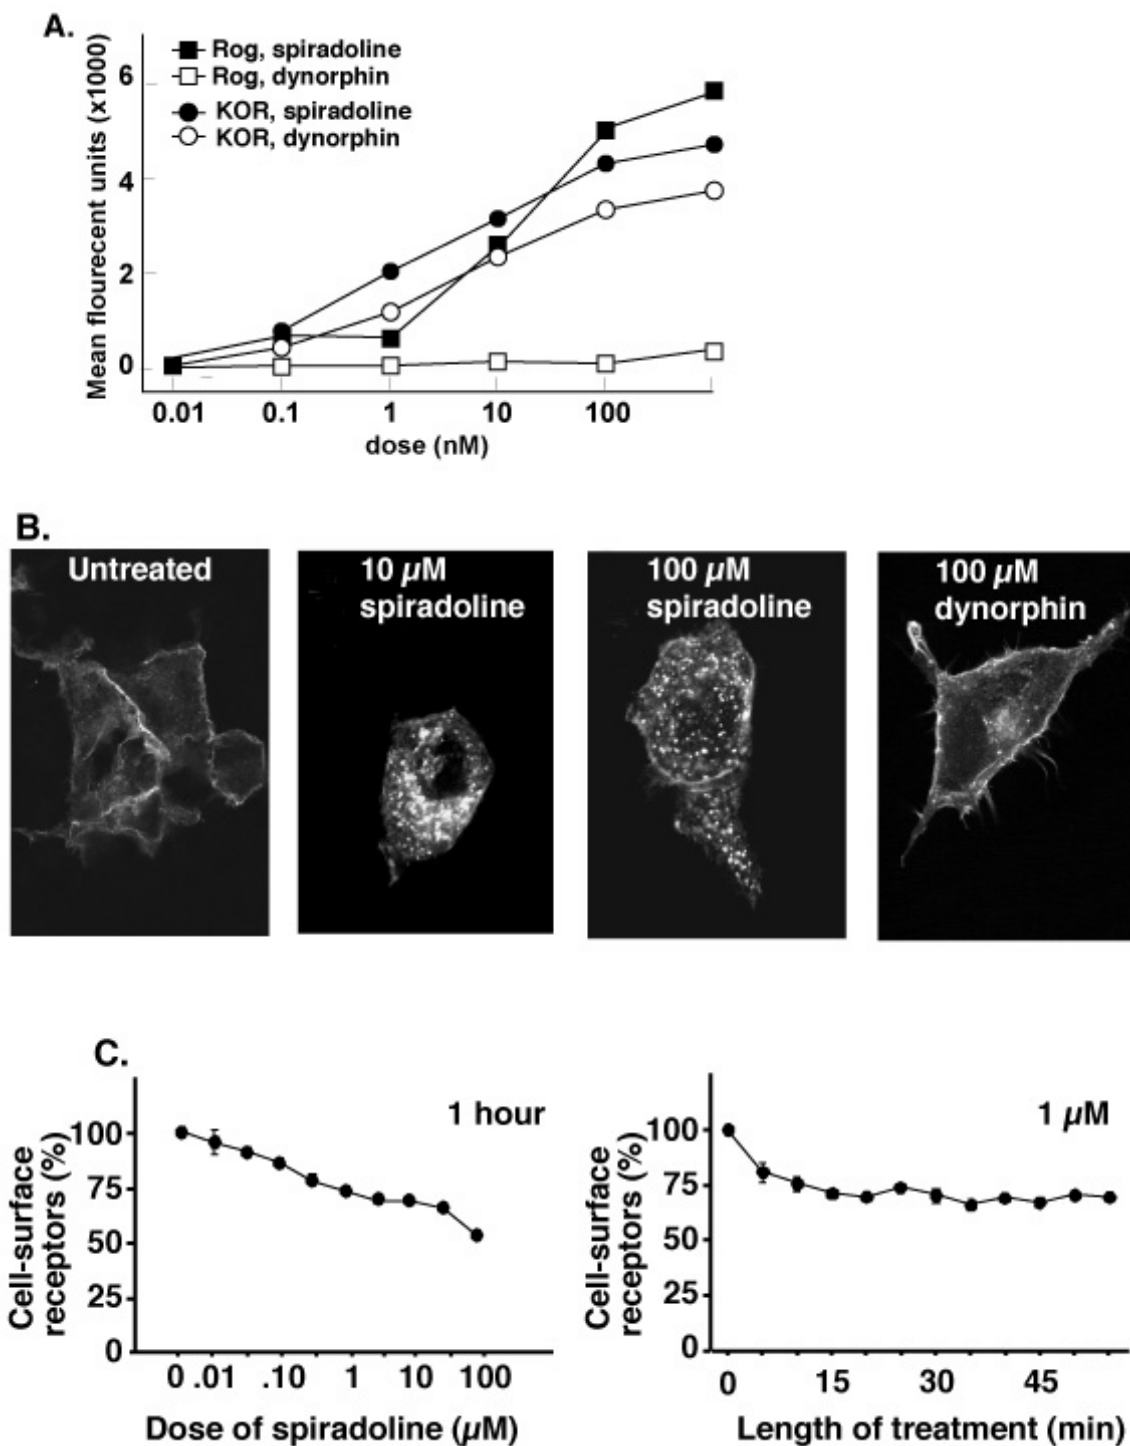 A.
Mean flourecent units (x1000)
Rog, spiradoline
Rog, dynorphin
KOR, spiradoline
KOR, dynorphin
6
4
2
0
0.01 0.1 1 10 100
dose (nM)
B.
Untreated
10 µM
spiradoline
100 µM
spiradoline
100 µM
dynorphin
C.
Cell-surface
receptors (%)
1 hour
100
75
50
25
0
0 .01 .10 1 10 100
Dose of spiradoline (µM)
Cell-surface
receptors (%)
1 µM
100
75
50
25
0
0 15 30 45
Length of treatment (min)